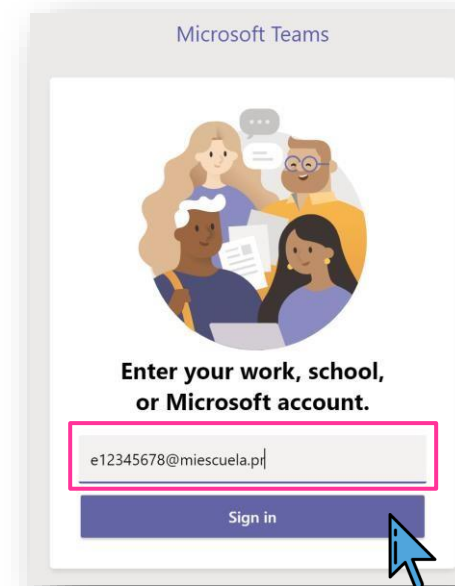 Microsoft Teams
Enter your work, school,
or Microsoft account.
e12345678@miescuela.pr
Sign in